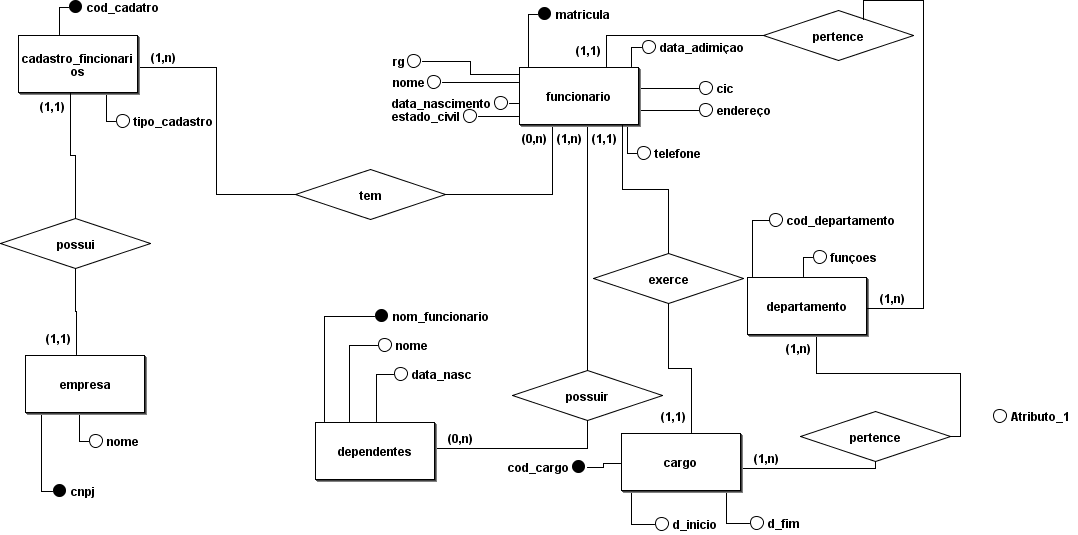 cod_cadatro
matricula
pertence
(1,1)
data_adimiçao
cadastro_fincionari
os
(1,n)
rg
nome
cic
funcionario
data_nascimento
(1,1)
endereço
estado_civil
tipo_cadastro
(0,n)
(1,n)
(1,1)
telefone
tem
cod_departamento
possui
funçoes
exerce
departamento
(1,n)
nom_funcionario
(1,1)
nome
(1,n)
data_nasc
empresa
possuir
(1,1)
Atributo_1
nome
(0,n)
pertence
dependentes
cargo
(1,n)
cod_cargo
cnpj
d_inicio
d_fim